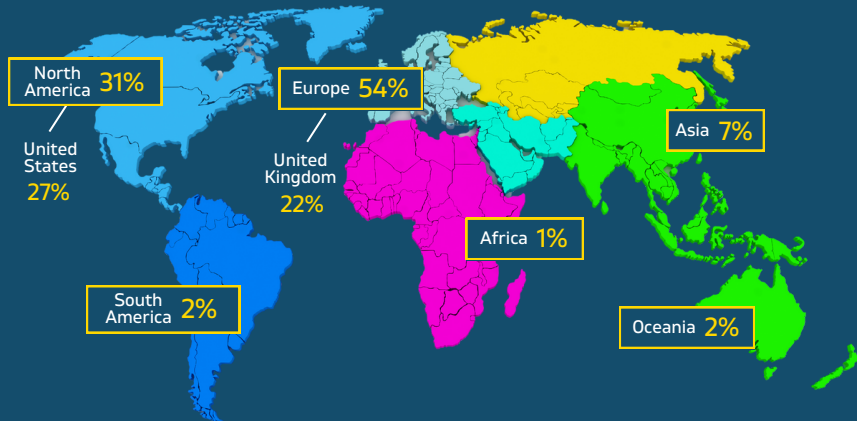 North
America 31%
United
States
27%
Europe 54%
United
Kingdom
22%
Asia 7%
Africa 1%
South
America 2%
Oceania 2%